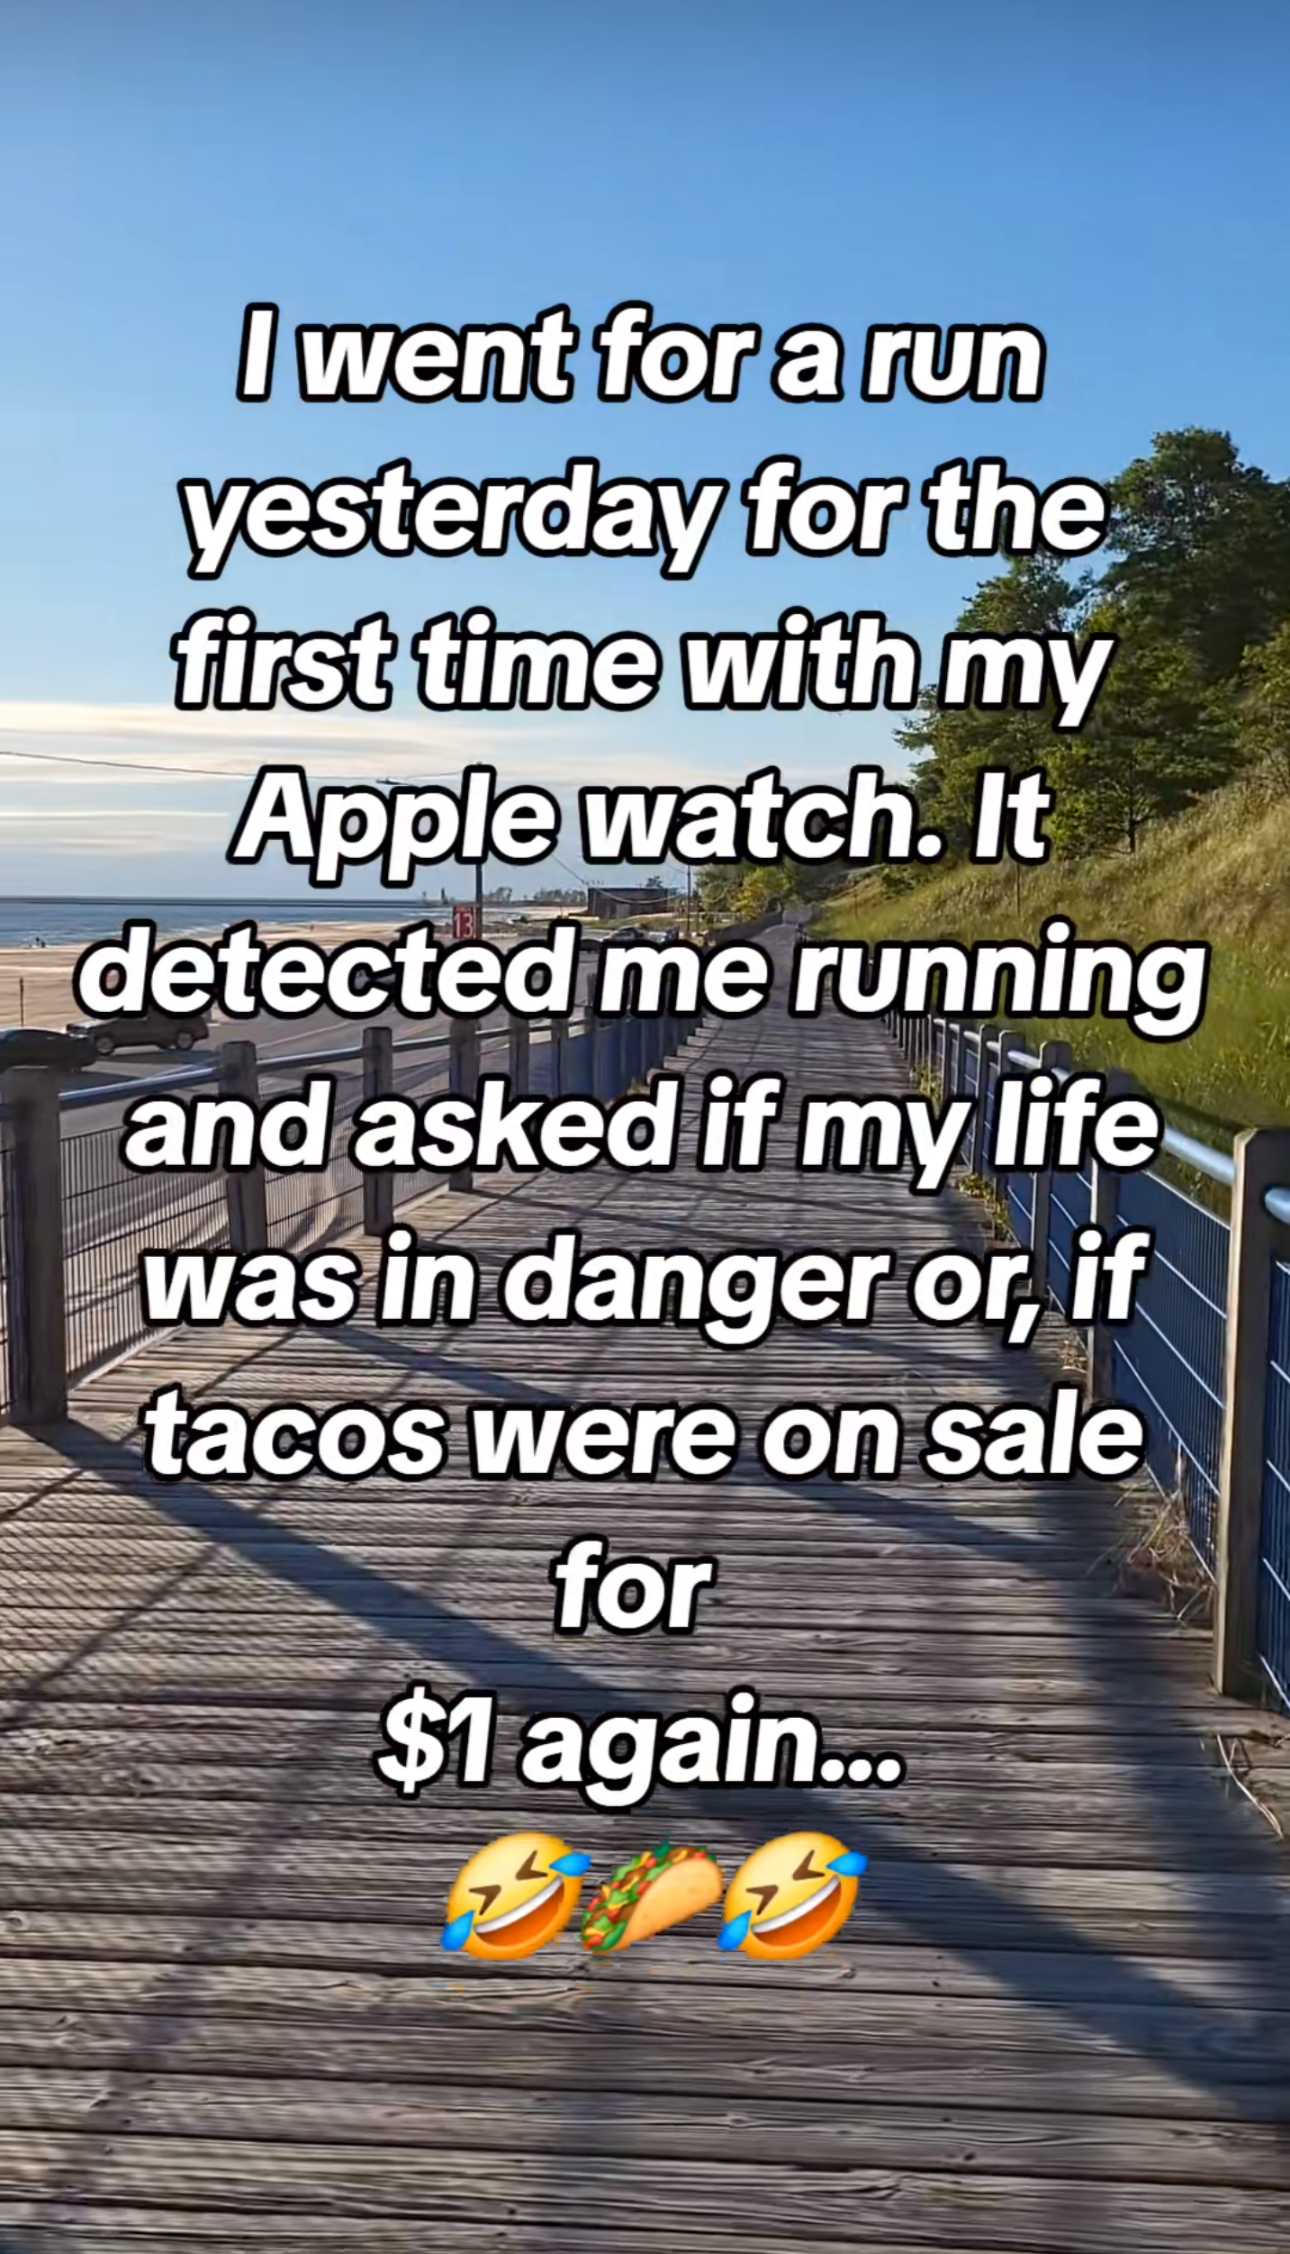 I went for a run
yesterday for the
first time with my
Apple watch. It
detected me running
and asked if my life
was in danger or, if
tacos were on sale
for
$1 again...
🤣🌮🤣
13